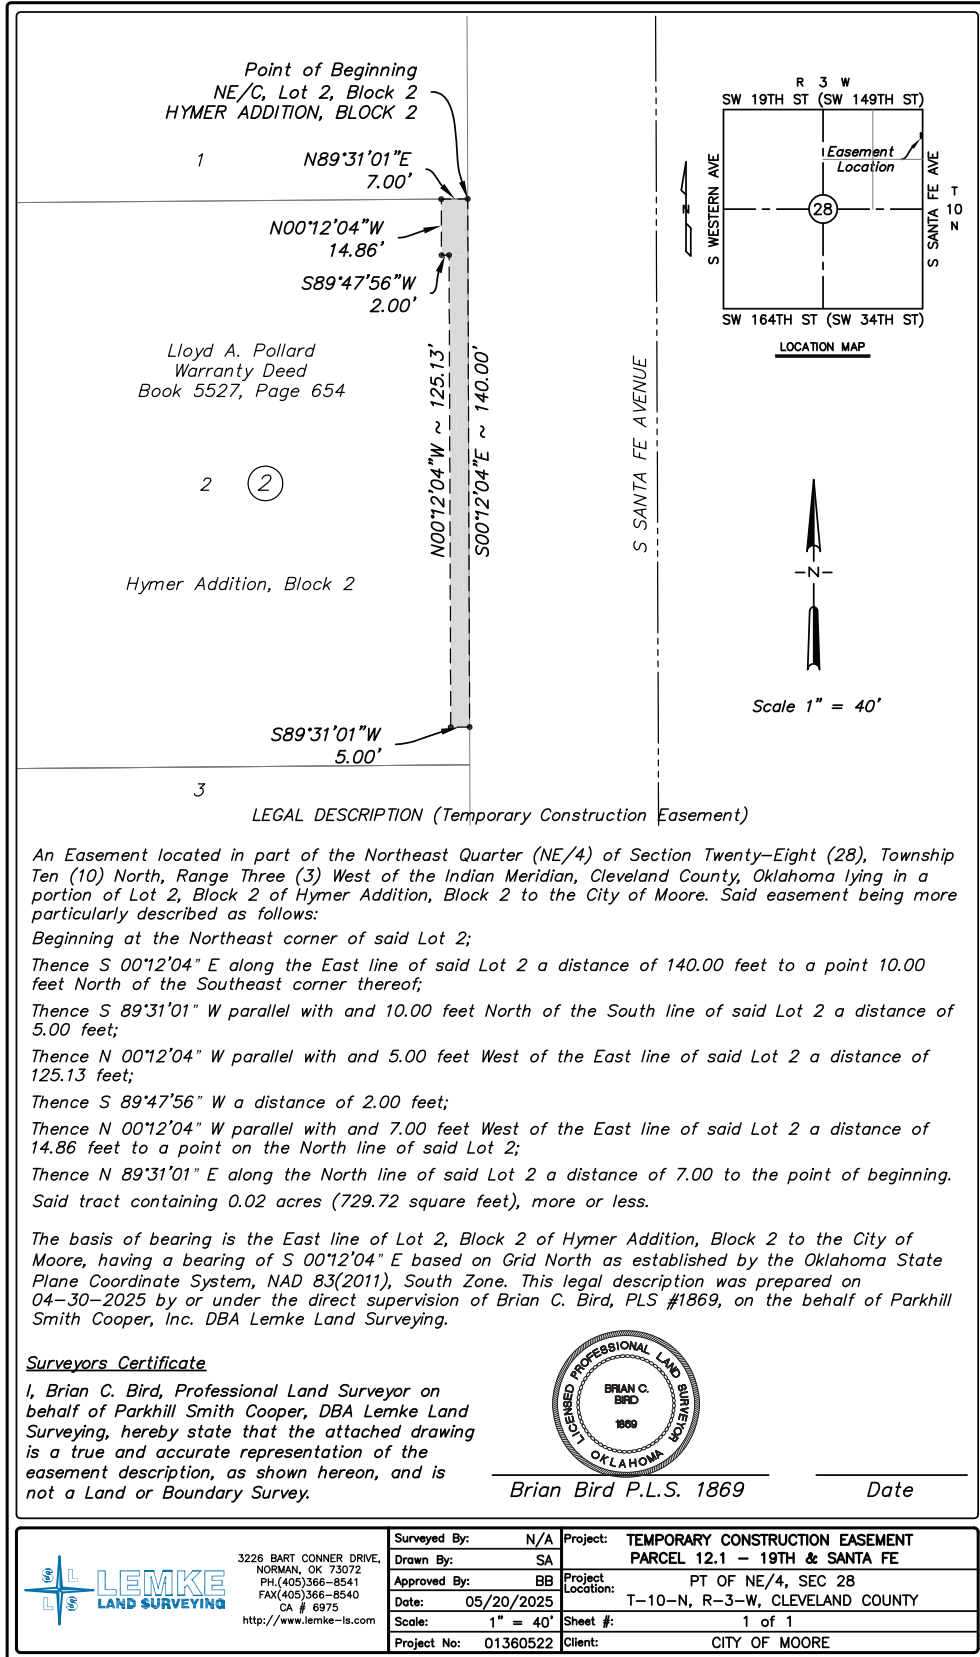 Point of Beginning
NE/C, Lot 2, Block 2
HYMER ADDITION, BLOCK 2
1
N89°31'01"E
7.00'
N00°12'04"W
14.86'
S89°47'56"W
2.00'
Lloyd A. Pollard
Warranty Deed
Book 5527, Page 654
N00°12'04"W ~ 125.13'
S00°12'04"E ~ 140.00'
S SANTA FE AVENUE
2
2
Hymer Addition, Block 2
S89°31'01"W
5.00'
3
R 3 W
SW 19TH ST (SW 149TH ST)
Easement
Location
S WESTERN AVE
28
S SANTA FE AVE
T
10
N
N
SW 164TH ST (SW 34TH ST)
LOCATION MAP
-N-
Scale 1" = 40'
LEGAL DESCRIPTION (Temporary Construction Easement)
An Easement located in part of the Northeast Quarter (NE/4) of Section Twenty-Eight (28), Township
Ten (10) North, Range Three (3) West of the Indian Meridian, Cleveland County, Oklahoma lying in a
portion of Lot 2, Block 2 of Hymer Addition, Block 2 to the City of Moore. Said easement being more
particularly described as follows:
Beginning at the Northeast corner of said Lot 2;
Thence S 00°12'04" E along the East line of said Lot 2 a distance of 140.00 feet to a point 10.00
feet North of the Southeast corner thereof;
Thence S 89°31'01" W parallel with and 10.00 feet North of the South line of said Lot 2 a distance of
5.00 feet;
Thence N 00°12'04" W parallel with and 5.00 feet West of the East line of said Lot 2 a distance of
125.13 feet;
Thence S 89°47'56" W a distance of 2.00 feet;
Thence N 00°12'04" W parallel with and 7.00 feet West of the East line of said Lot 2 a distance of
14.86 feet to a point on the North line of said Lot 2;
Thence N 89°31'01" E along the North line of said Lot 2 a distance of 7.00 to the point of beginning.
Said tract containing 0.02 acres (729.72 square feet), more or less.
The basis of bearing is the East line of Lot 2, Block 2 of Hymer Addition, Block 2 to the City of
Moore, having a bearing of S 00°12'04" E based on Grid North as established by the Oklahoma State
Plane Coordinate System, NAD 83(2011), South Zone. This legal description was prepared on
04-30-2025 by or under the direct supervision of Brian C. Bird, PLS #1869, on the behalf of Parkhill
Smith Cooper, Inc. DBA Lemke Land Surveying.
Surveyors Certificate
I, Brian C. Bird, Professional Land Surveyor on
behalf of Parkhill Smith Cooper, DBA Lemke Land
Surveying, hereby state that the attached drawing
is a true and accurate representation of the
easement description, as shown hereon, and is
not a Land or Boundary Survey.
LICENSED PROFESSIONAL LAND SURVEYOR
BRIAN C.
BIRD
1869
OKLAHOMA
Brian Bird P.L.S. 1869
Date
S L
L S
LEMKE
LAND SURVEYING
3226 BART CONNER DRIVE,
NORMAN, OK 73072
PH.(405)366-8541
FAX(405)366-8540
CA # 6975
http://www.lemke-ls.com
Surveyed By: N/A
Drawn By: SA
Approved By: BB
Date: 05/20/2025
Scale: 1" = 40'
Project No: 01360522
Project: TEMPORARY CONSTRUCTION EASEMENT
PARCEL 12.1 - 19TH & SANTA FE
Project
Location:
PT OF NE/4, SEC 28
T-10-N, R-3-W, CLEVELAND COUNTY
Sheet #: 1 of 1
Client: CITY OF MOORE